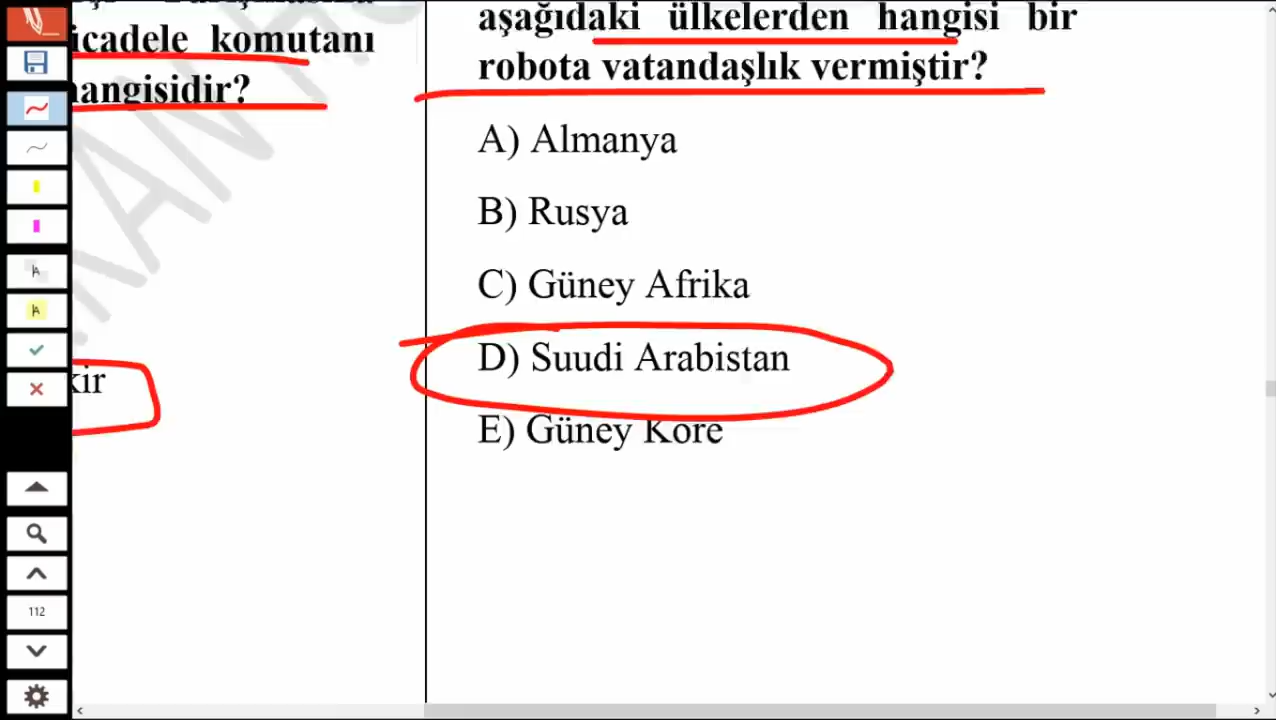 icadele komutanı
hangisidir?
kir
aşağıdaki ülkelerden hangisi bir
robota vatandaşlık vermiştir?
A) Almanya
B) Rusya
C) Güney Afrika
D) Suudi Arabistan
E) Güney Kore
112